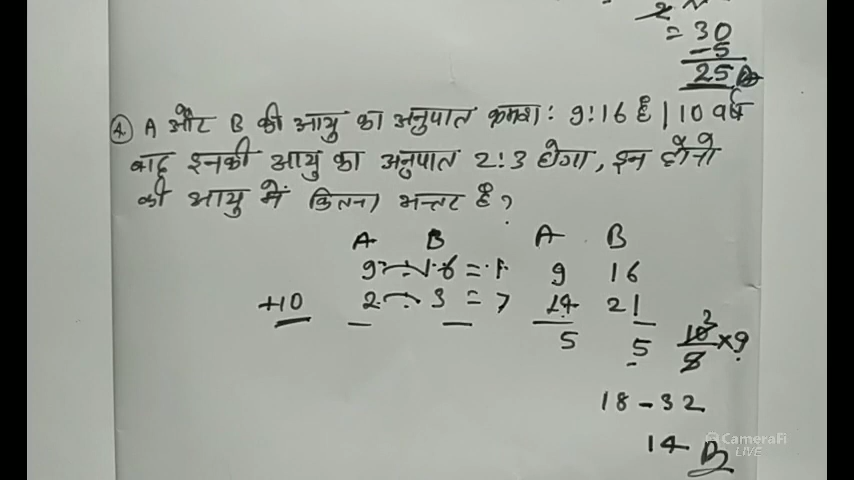 = 30
-5
25
4. A और B की आयु का अनुपात क्रमशः 9:16 है | 10 वर्ष
बाद इनकी आयु का अनुपात 2:3 होगा, इन दोनो
की आयु में कितना अन्तर है?
A B A B
9 : 16 = 1 9 16
+10 2 : 3 = 7 14 21
5 5
10/5 × 9
2
18 - 32
14 B
CameraFi
LIVE